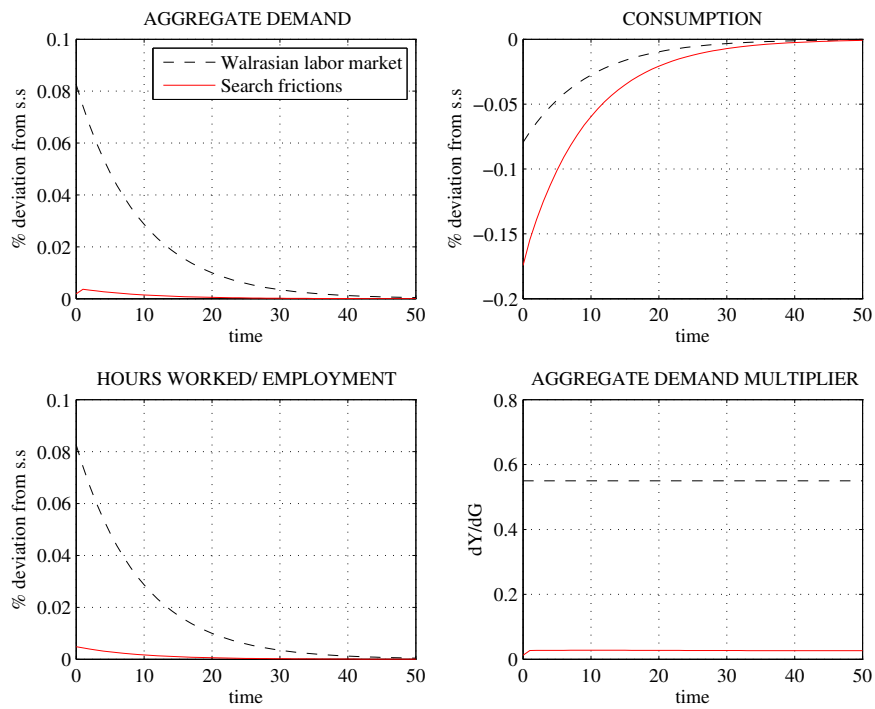 AGGREGATE DEMAND
% deviation from s.s
0.1
0.08
0.06
0.04
0.02
0
0 10 20 30 40 50
time
Walrasian labor market
Search frictions
CONSUMPTION
% deviation from s.s
0
−0.05
−0.1
−0.15
−0.2
0 10 20 30 40 50
time
HOURS WORKED/ EMPLOYMENT
% deviation from s.s
0.1
0.08
0.06
0.04
0.02
0
0 10 20 30 40 50
time
AGGREGATE DEMAND MULTIPLIER
dY/dG
0.8
0.6
0.4
0.2
0
0 10 20 30 40 50
time